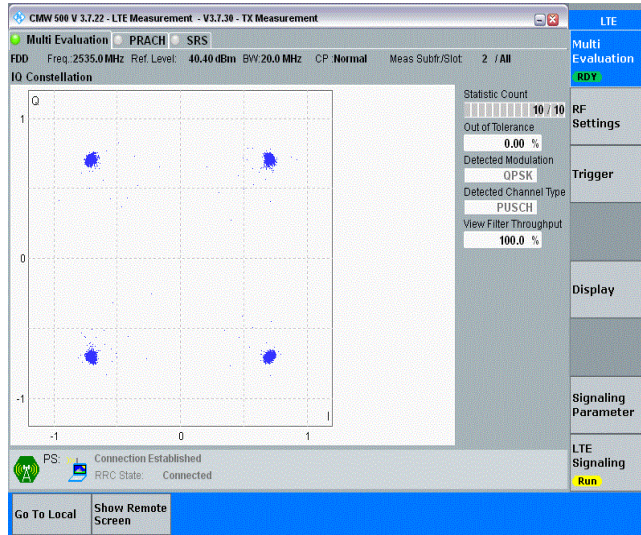 CMW 500 V 3.7.22 - LTE Measurement - V3.7.30 - TX Measurement
LTE
Multi Evaluation PRACH SRS
Multi
Evaluation
RDY
FDD Freq.:2535.0 MHz Ref. Level: 40.40 dBm BW:20.0 MHz CP :Normal Meas Subfr./Slot: 2 / All
IQ Constellation
Q
1
0
-1
I
-1 0 1
Statistic Count
10 / 10
Out of Tolerance
0.00 %
Detected Modulation
QPSK
Detected Channel Type
PUSCH
View Filter Throughput
100.0 %
RF
Settings
Trigger
Display
Signaling
Parameter
LTE
Signaling
Run
PS: Connection Established
RRC State: Connected
Go To Local
Show Remote
Screen